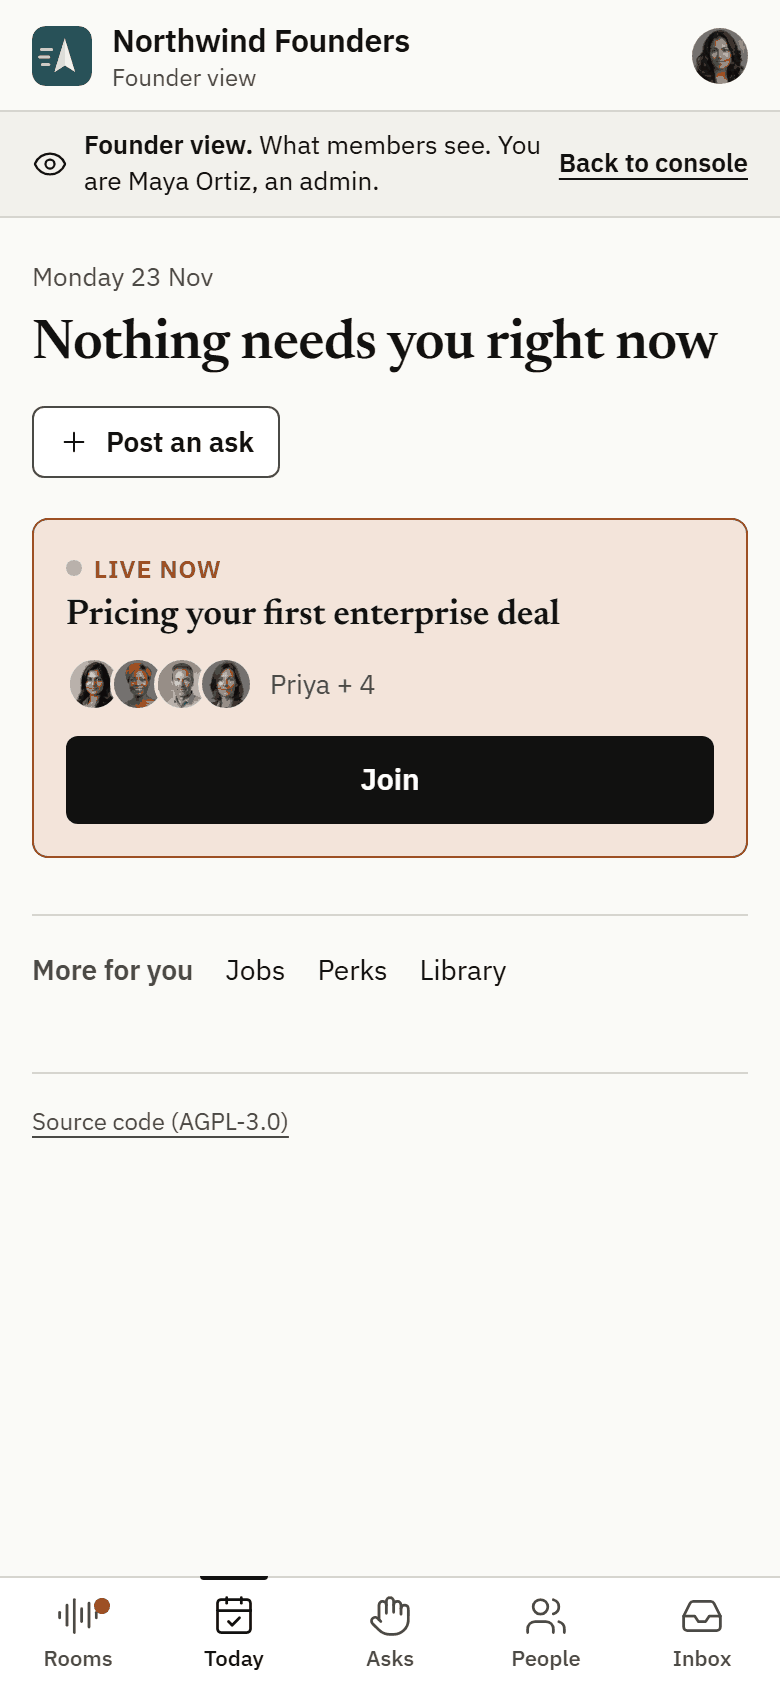 Northwind Founders
Founder view
Founder view. What members see. You
are Maya Ortiz, an admin.
Back to console
Monday 23 Nov
Nothing needs you right now
Post an ask
LIVE NOW
Pricing your first enterprise deal
Priya + 4
Join
More for you Jobs Perks Library
Source code (AGPL-3.0)
Rooms Today Asks People Inbox